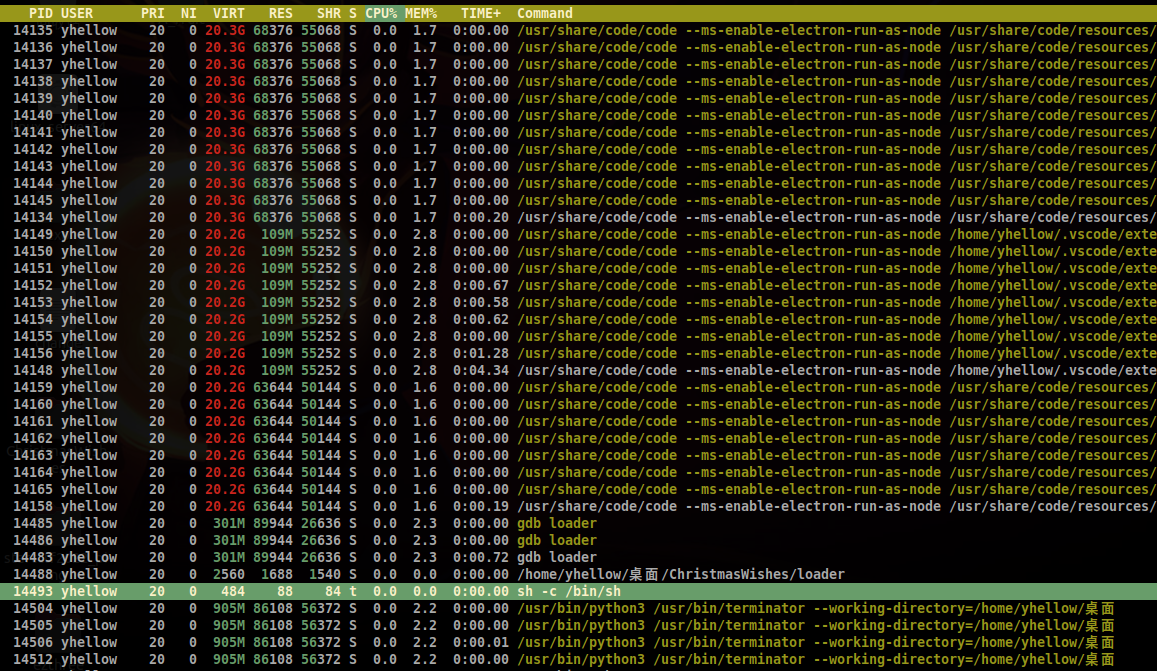 PID USER PRI NI VIRT RES SHR S CPU% MEM% TIME+ Command
14135 yhellow 20 0 20.3G 68376 55068 S 0.0 1.7 0:00.00 /usr/share/code/code --ms-enable-electron-run-as-node /usr/share/code/resources/
14136 yhellow 20 0 20.3G 68376 55068 S 0.0 1.7 0:00.00 /usr/share/code/code --ms-enable-electron-run-as-node /usr/share/code/resources/
14137 yhellow 20 0 20.3G 68376 55068 S 0.0 1.7 0:00.00 /usr/share/code/code --ms-enable-electron-run-as-node /usr/share/code/resources/
14138 yhellow 20 0 20.3G 68376 55068 S 0.0 1.7 0:00.00 /usr/share/code/code --ms-enable-electron-run-as-node /usr/share/code/resources/
14139 yhellow 20 0 20.3G 68376 55068 S 0.0 1.7 0:00.00 /usr/share/code/code --ms-enable-electron-run-as-node /usr/share/code/resources/
14140 yhellow 20 0 20.3G 68376 55068 S 0.0 1.7 0:00.00 /usr/share/code/code --ms-enable-electron-run-as-node /usr/share/code/resources/
14141 yhellow 20 0 20.3G 68376 55068 S 0.0 1.7 0:00.00 /usr/share/code/code --ms-enable-electron-run-as-node /usr/share/code/resources/
14142 yhellow 20 0 20.3G 68376 55068 S 0.0 1.7 0:00.00 /usr/share/code/code --ms-enable-electron-run-as-node /usr/share/code/resources/
14143 yhellow 20 0 20.3G 68376 55068 S 0.0 1.7 0:00.00 /usr/share/code/code --ms-enable-electron-run-as-node /usr/share/code/resources/
14144 yhellow 20 0 20.3G 68376 55068 S 0.0 1.7 0:00.00 /usr/share/code/code --ms-enable-electron-run-as-node /usr/share/code/resources/
14145 yhellow 20 0 20.3G 68376 55068 S 0.0 1.7 0:00.00 /usr/share/code/code --ms-enable-electron-run-as-node /usr/share/code/resources/
14134 yhellow 20 0 20.3G 68376 55068 S 0.0 1.7 0:00.20 /usr/share/code/code --ms-enable-electron-run-as-node /usr/share/code/resources/
14149 yhellow 20 0 20.2G 109M 55252 S 0.0 2.8 0:00.00 /usr/share/code/code --ms-enable-electron-run-as-node /home/yhellow/.vscode/exte
14150 yhellow 20 0 20.2G 109M 55252 S 0.0 2.8 0:00.00 /usr/share/code/code --ms-enable-electron-run-as-node /home/yhellow/.vscode/exte
14151 yhellow 20 0 20.2G 109M 55252 S 0.0 2.8 0:00.00 /usr/share/code/code --ms-enable-electron-run-as-node /home/yhellow/.vscode/exte
14152 yhellow 20 0 20.2G 109M 55252 S 0.0 2.8 0:00.67 /usr/share/code/code --ms-enable-electron-run-as-node /home/yhellow/.vscode/exte
14153 yhellow 20 0 20.2G 109M 55252 S 0.0 2.8 0:00.58 /usr/share/code/code --ms-enable-electron-run-as-node /home/yhellow/.vscode/exte
14154 yhellow 20 0 20.2G 109M 55252 S 0.0 2.8 0:00.62 /usr/share/code/code --ms-enable-electron-run-as-node /home/yhellow/.vscode/exte
14155 yhellow 20 0 20.2G 109M 55252 S 0.0 2.8 0:00.00 /usr/share/code/code --ms-enable-electron-run-as-node /home/yhellow/.vscode/exte
14156 yhellow 20 0 20.2G 109M 55252 S 0.0 2.8 0:01.28 /usr/share/code/code --ms-enable-electron-run-as-node /home/yhellow/.vscode/exte
14148 yhellow 20 0 20.2G 109M 55252 S 0.0 2.8 0:04.34 /usr/share/code/code --ms-enable-electron-run-as-node /home/yhellow/.vscode/exte
14159 yhellow 20 0 20.2G 63644 50144 S 0.0 1.6 0:00.00 /usr/share/code/code --ms-enable-electron-run-as-node /usr/share/code/resources/
14160 yhellow 20 0 20.2G 63644 50144 S 0.0 1.6 0:00.00 /usr/share/code/code --ms-enable-electron-run-as-node /usr/share/code/resources/
14161 yhellow 20 0 20.2G 63644 50144 S 0.0 1.6 0:00.00 /usr/share/code/code --ms-enable-electron-run-as-node /usr/share/code/resources/
14162 yhellow 20 0 20.2G 63644 50144 S 0.0 1.6 0:00.00 /usr/share/code/code --ms-enable-electron-run-as-node /usr/share/code/resources/
14163 yhellow 20 0 20.2G 63644 50144 S 0.0 1.6 0:00.00 /usr/share/code/code --ms-enable-electron-run-as-node /usr/share/code/resources/
14164 yhellow 20 0 20.2G 63644 50144 S 0.0 1.6 0:00.00 /usr/share/code/code --ms-enable-electron-run-as-node /usr/share/code/resources/
14165 yhellow 20 0 20.2G 63644 50144 S 0.0 1.6 0:00.00 /usr/share/code/code --ms-enable-electron-run-as-node /usr/share/code/resources/
14158 yhellow 20 0 20.2G 63644 50144 S 0.0 1.6 0:00.19 /usr/share/code/code --ms-enable-electron-run-as-node /usr/share/code/resources/
14485 yhellow 20 0 301M 89944 26636 S 0.0 2.3 0:00.00 gdb loader
14486 yhellow 20 0 301M 89944 26636 S 0.0 2.3 0:00.00 gdb loader
14483 yhellow 20 0 301M 89944 26636 S 0.0 2.3 0:00.72 gdb loader
14488 yhellow 20 0 2560 1688 1540 S 0.0 0.0 0:00.00 /home/yhellow/桌面/ChristmasWishes/loader
14493 yhellow 20 0 484 88 84 t 0.0 0.0 0:00.00 sh -c /bin/sh
14504 yhellow 20 0 905M 86108 56372 S 0.0 2.2 0:00.00 /usr/bin/python3 /usr/bin/terminator --working-directory=/home/yhellow/桌面
14505 yhellow 20 0 905M 86108 56372 S 0.0 2.2 0:00.00 /usr/bin/python3 /usr/bin/terminator --working-directory=/home/yhellow/桌面
14506 yhellow 20 0 905M 86108 56372 S 0.0 2.2 0:00.01 /usr/bin/python3 /usr/bin/terminator --working-directory=/home/yhellow/桌面
14512 yhellow 20 0 905M 86108 56372 S 0.0 2.2 0:00.00 /usr/bin/python3 /usr/bin/terminator --working-directory=/home/yhellow/桌面